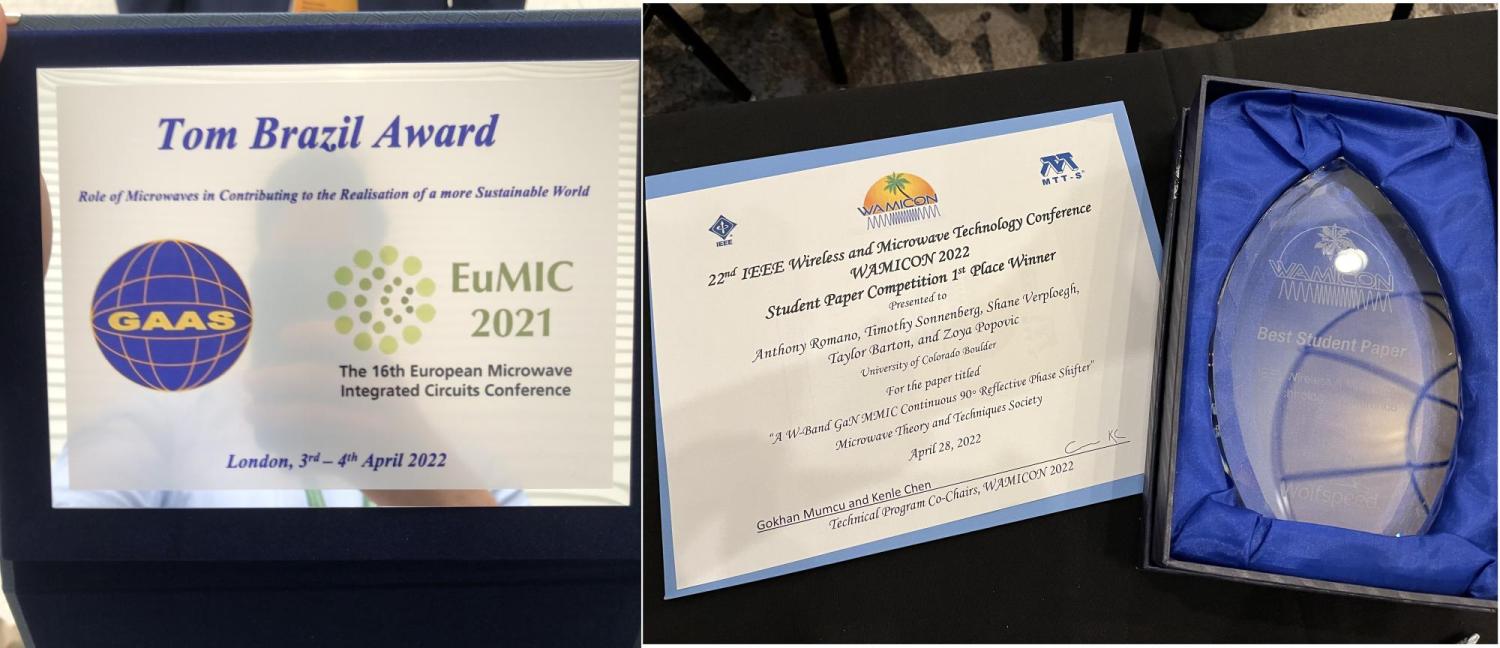 Tom Brazil Award
Role of Microwaves in Contributing to the Realisation of a more Sustainable World
GAAS
EuMIC
2021
The 16th European Microwave
Integrated Circuits Conference
London, 3rd – 4th April 2022
IEEE
WAMICON
MTT-S®
22nd IEEE Wireless and Microwave Technology Conference
WAMICON 2022
Student Paper Competition 1st Place Winner
Presented to
Anthony Romano, Timothy Sonnenberg, Shane Verploegh,
Taylor Barton, and Zoya Popovic
University of Colorado Boulder
For the paper titled
"A W-Band GaN MMIC Continuous 90° Reflective Phase Shifter"
Microwave Theory and Techniques Society
April 28, 2022
KC
Gokhan Mumcu and Kenle Chen
Technical Program Co-Chairs, WAMICON 2022
WAMICON
Best Student Paper
Wireless
wolfspeed